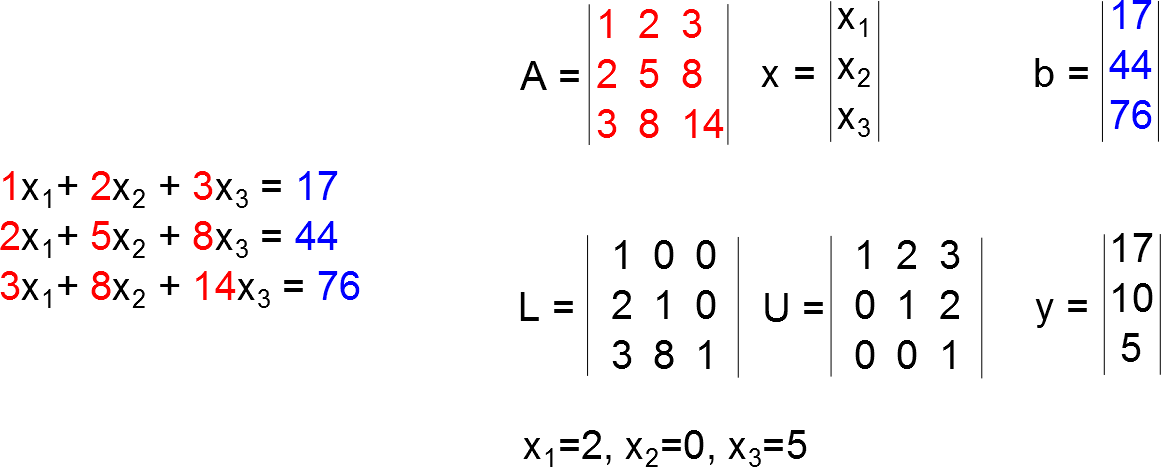 1x₁+ 2x₂ + 3x₃ = 17
2x₁+ 5x₂ + 8x₃ = 44
3x₁+ 8x₂ + 14x₃ = 76
A =
1 2 3
2 5 8
3 8 14
x =
x₁
x₂
x₃
b =
17
44
76
L =
1 0 0
2 1 0
3 8 1
U =
1 2 3
0 1 2
0 0 1
y =
17
10
5
x₁=2, x₂=0, x₃=5